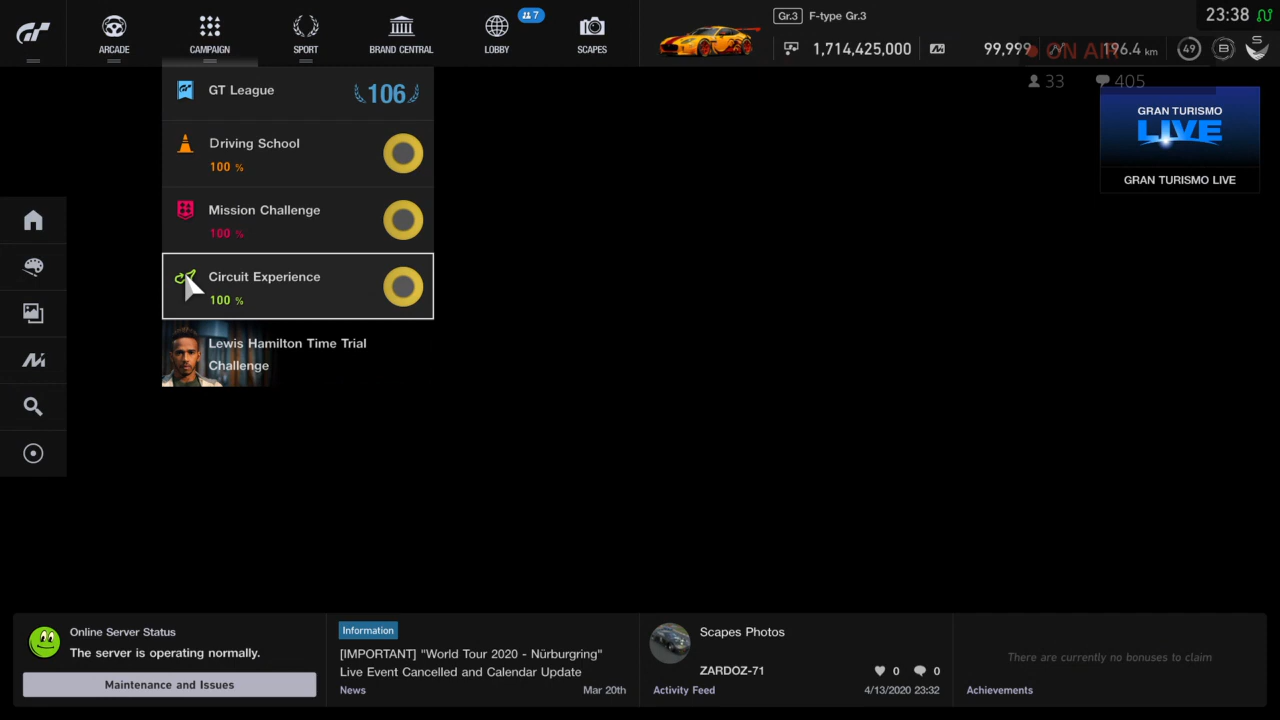 ARCADE
CAMPAIGN
SPORT
BRAND CENTRAL
LOBBY
7
SCAPES
Gr.3 F-type Gr.3
1,714,425,000
99,999
196.4 km
49
B
S
23:38
ON AIR
33
405
GT League
106
Driving School
100 %
Mission Challenge
100 %
Circuit Experience
100 %
Lewis Hamilton Time Trial
Challenge
GRAN TURISMO
LIVE
GRAN TURISMO LIVE
Online Server Status
The server is operating normally.
Maintenance and Issues
Information
[IMPORTANT] "World Tour 2020 - Nürburgring"
Live Event Cancelled and Calendar Update
News
Mar 20th
Scapes Photos
ZARDOZ-71
0
0
Activity Feed
4/13/2020 23:32
There are currently no bonuses to claim
Achievements